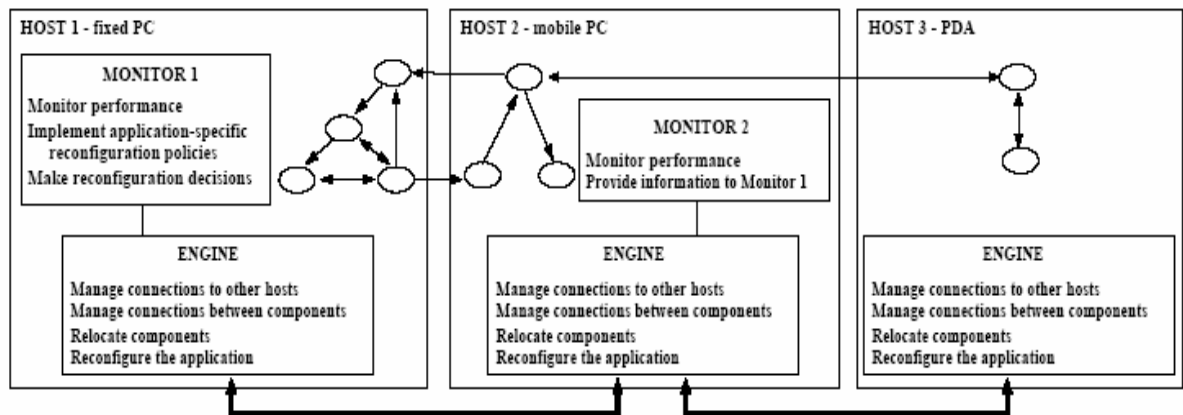 HOST 1 - fixed PC
MONITOR 1
Monitor performance
Implement application-specific
reconfiguration policies
Make reconfiguration decisions
ENGINE
Manage connections to other hosts
Manage connections between components
Relocate components
Reconfigure the application
HOST 2 - mobile PC
MONITOR 2
Monitor performance
Provide information to Monitor 1
ENGINE
Manage connections to other hosts
Manage connections between components
Relocate components
Reconfigure the application
HOST 3 - PDA
ENGINE
Manage connections to other hosts
Manage connections between components
Relocate components
Reconfigure the application